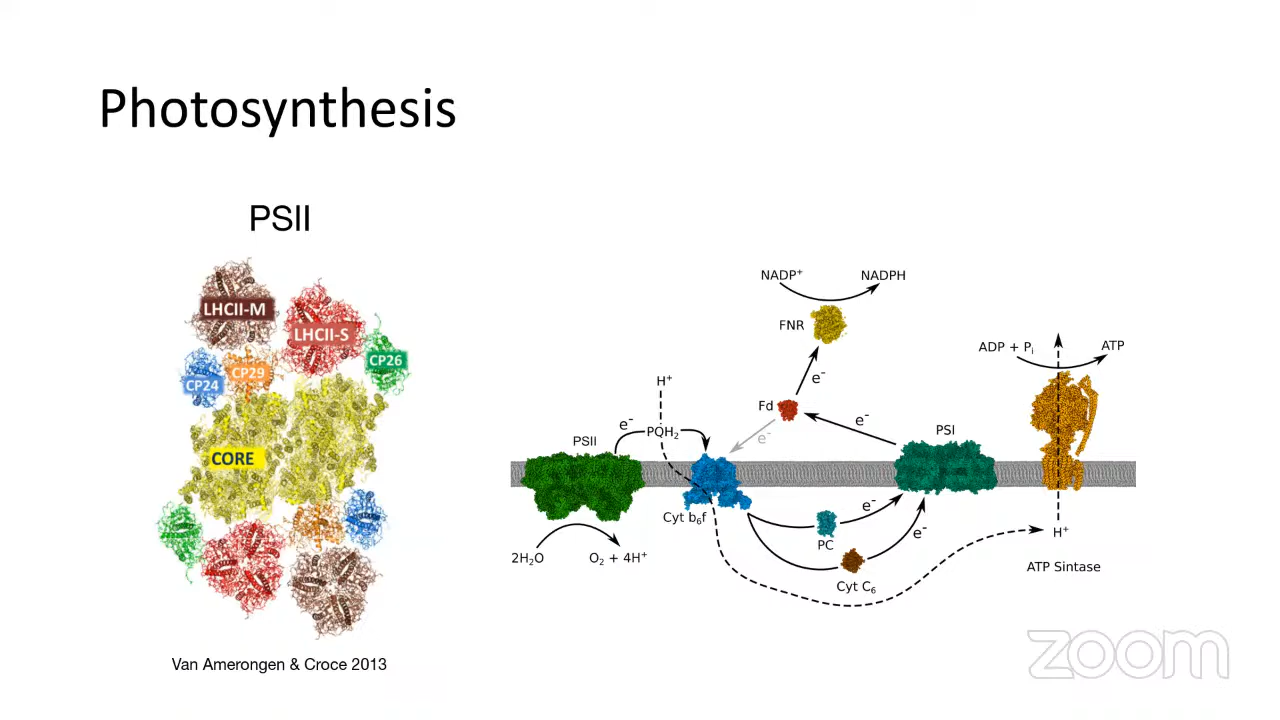 Photosynthesis
PSII
LHCII-M
LHCII-S
CP26
CP24
CP29
CORE
Van Amerongen & Croce 2013
NADP⁺
NADPH
FNR
ADP + Pᵢ
ATP
e⁻
H⁺
Fd
e⁻
e⁻
PSI
e⁻
PQH₂
PSII
e⁻
Cyt b₆f
e⁻
e⁻
PC
H⁺
2H₂O
O₂ + 4H⁺
ATP Sintase
Cyt C₆
zoom